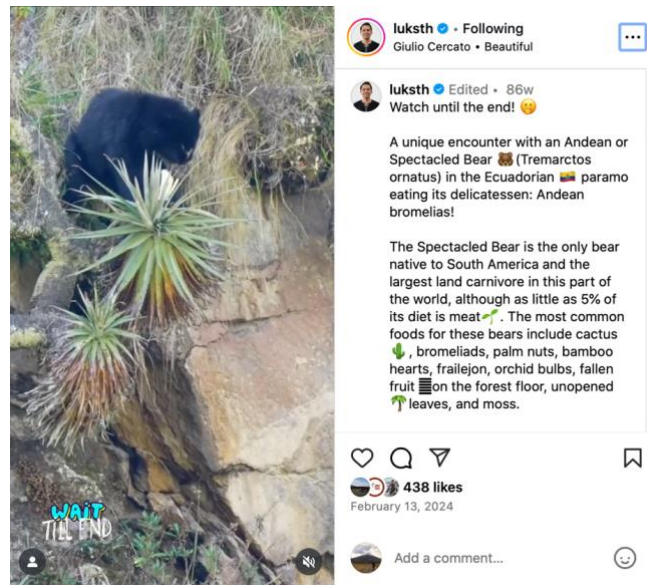 WAIT
TILL END
luksth • Following
Giulio Cercato • Beautiful
luksth Edited • 86w
Watch until the end! 🤭
A unique encounter with an Andean or
Spectacled Bear 🐻 (Tremarctos
ornatus) in the Ecuadorian 🇪🇨 paramo
eating its delicatessen: Andean
bromelias!
The Spectacled Bear is the only bear
native to South America and the
largest land carnivore in this part of
the world, although as little as 5% of
its diet is meat🌱. The most common
foods for these bears include cactus
🌵, bromeliads, palm nuts, bamboo
hearts, frailejon, orchid bulbs, fallen
fruit on the forest floor, unopened
🌴leaves, and moss.
438 likes
February 13, 2024
Add a comment...